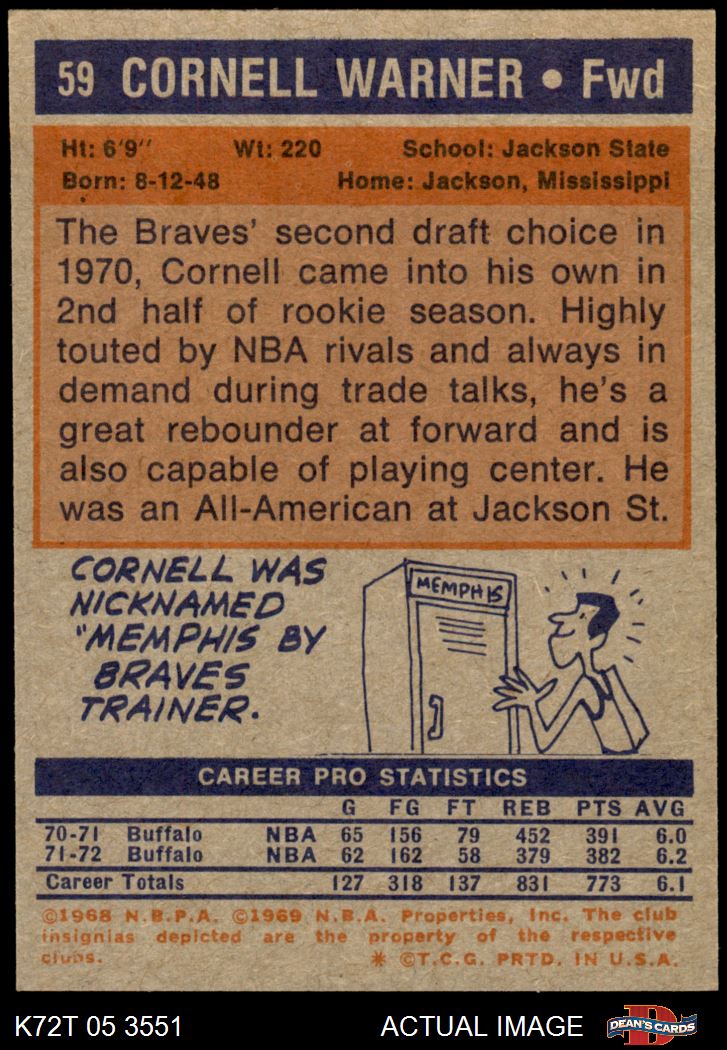 59 CORNELL WARNER • Fwd
Ht: 6'9" Wt: 220 School: Jackson State
Born: 8-12-48 Home: Jackson, Mississippi
The Braves' second draft choice in
1970, Cornell came into his own in
2nd half of rookie season. Highly
touted by NBA rivals and always in
demand during trade talks, he's a
great rebounder at forward and is
also capable of playing center. He
was an All-American at Jackson St.
CORNELL WAS
NICKNAMED
"MEMPHIS BY
BRAVES
TRAINER.
MEMPHIS
CAREER PRO STATISTICS
G FG FT REB PTS AVG
70-71 Buffalo NBA 65 156 79 452 391 6.0
71-72 Buffalo NBA 62 162 58 379 382 6.2
Career Totals 127 318 137 831 773 6.1
©1968 N.B.P.A. ©1969 N.B.A. Properties, Inc. The club
insignias depicted are the property of the respective
clubs. * ©T.C.G. PRTD. IN U.S.A.
K72T 05 3551 ACTUAL IMAGE DEAN'S CARDS